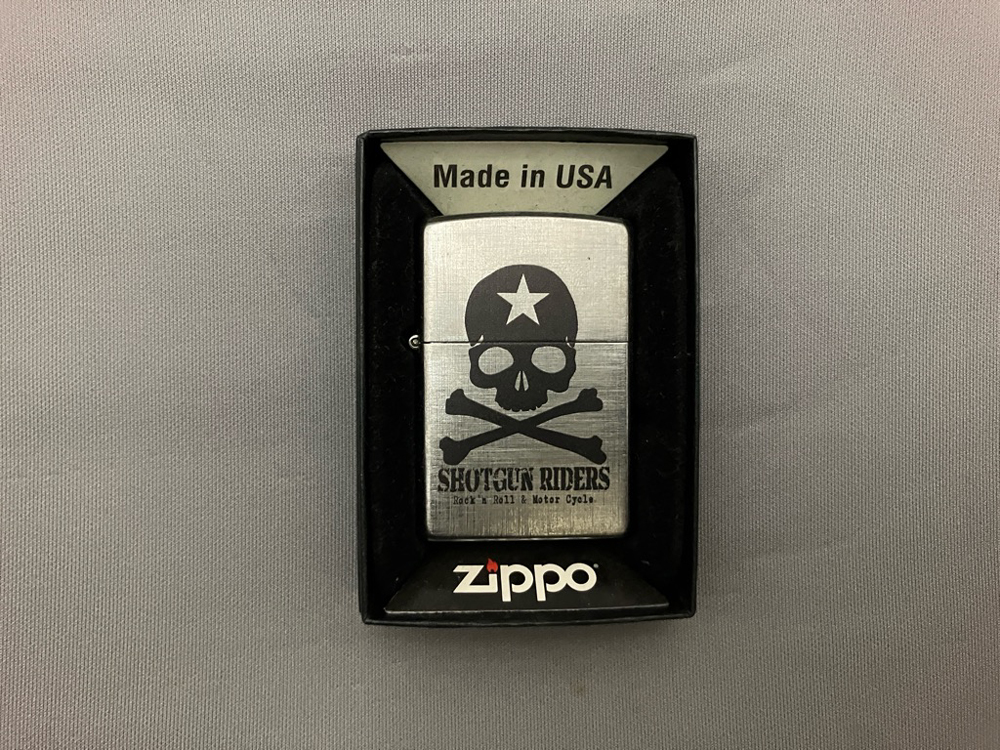 Made in USA
SHOTGUN RIDERS
Rock'n Roll & Motor Cycle
Zippo